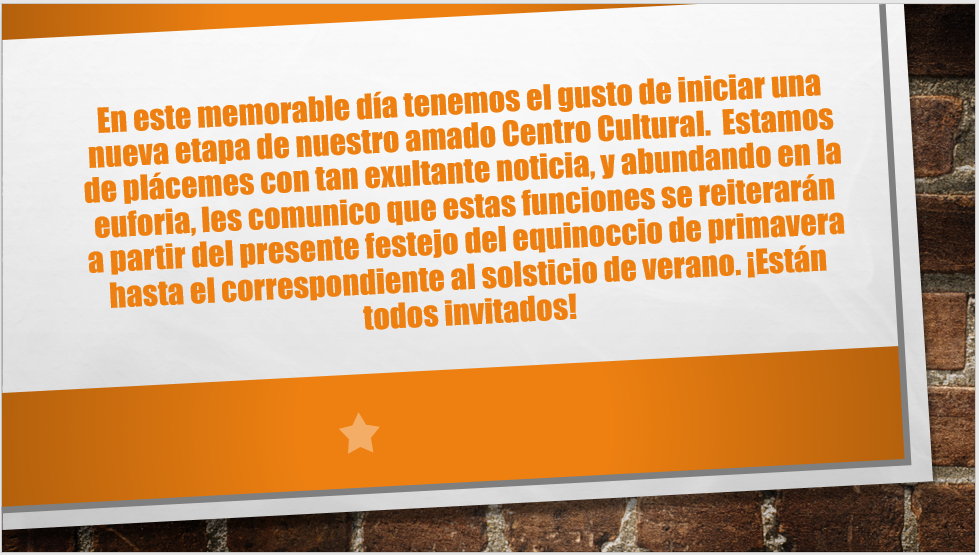 En este memorable día tenemos el gusto de iniciar una
nueva etapa de nuestro amado Centro Cultural.  Estamos
de plácemes con tan exultante noticia, y abundando en la
euforia, les comunico que estas funciones se reiterarán
a partir del presente festejo del equinoccio de primavera
hasta el correspondiente al solsticio de verano. ¡Están
todos invitados!